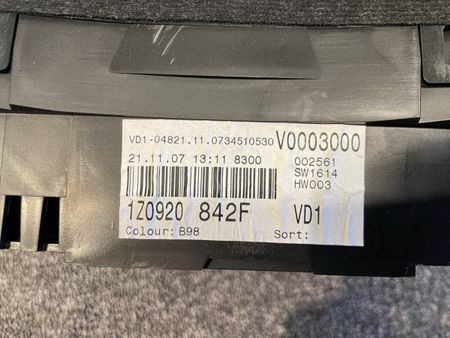 VD1-04821.11.0734510530 V0003000
21.11.07 13:11 8300 002561
SW1614
HW003
1Z0920 842F VD1
Colour: B98 Sort: